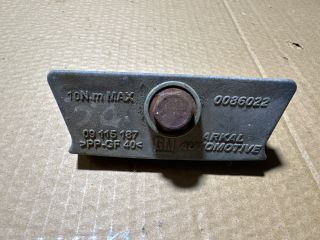 10N.m MAX
0086022
09 115 187
>PP-GF 40<
GM
ARKAL
AUTOMOTIVE